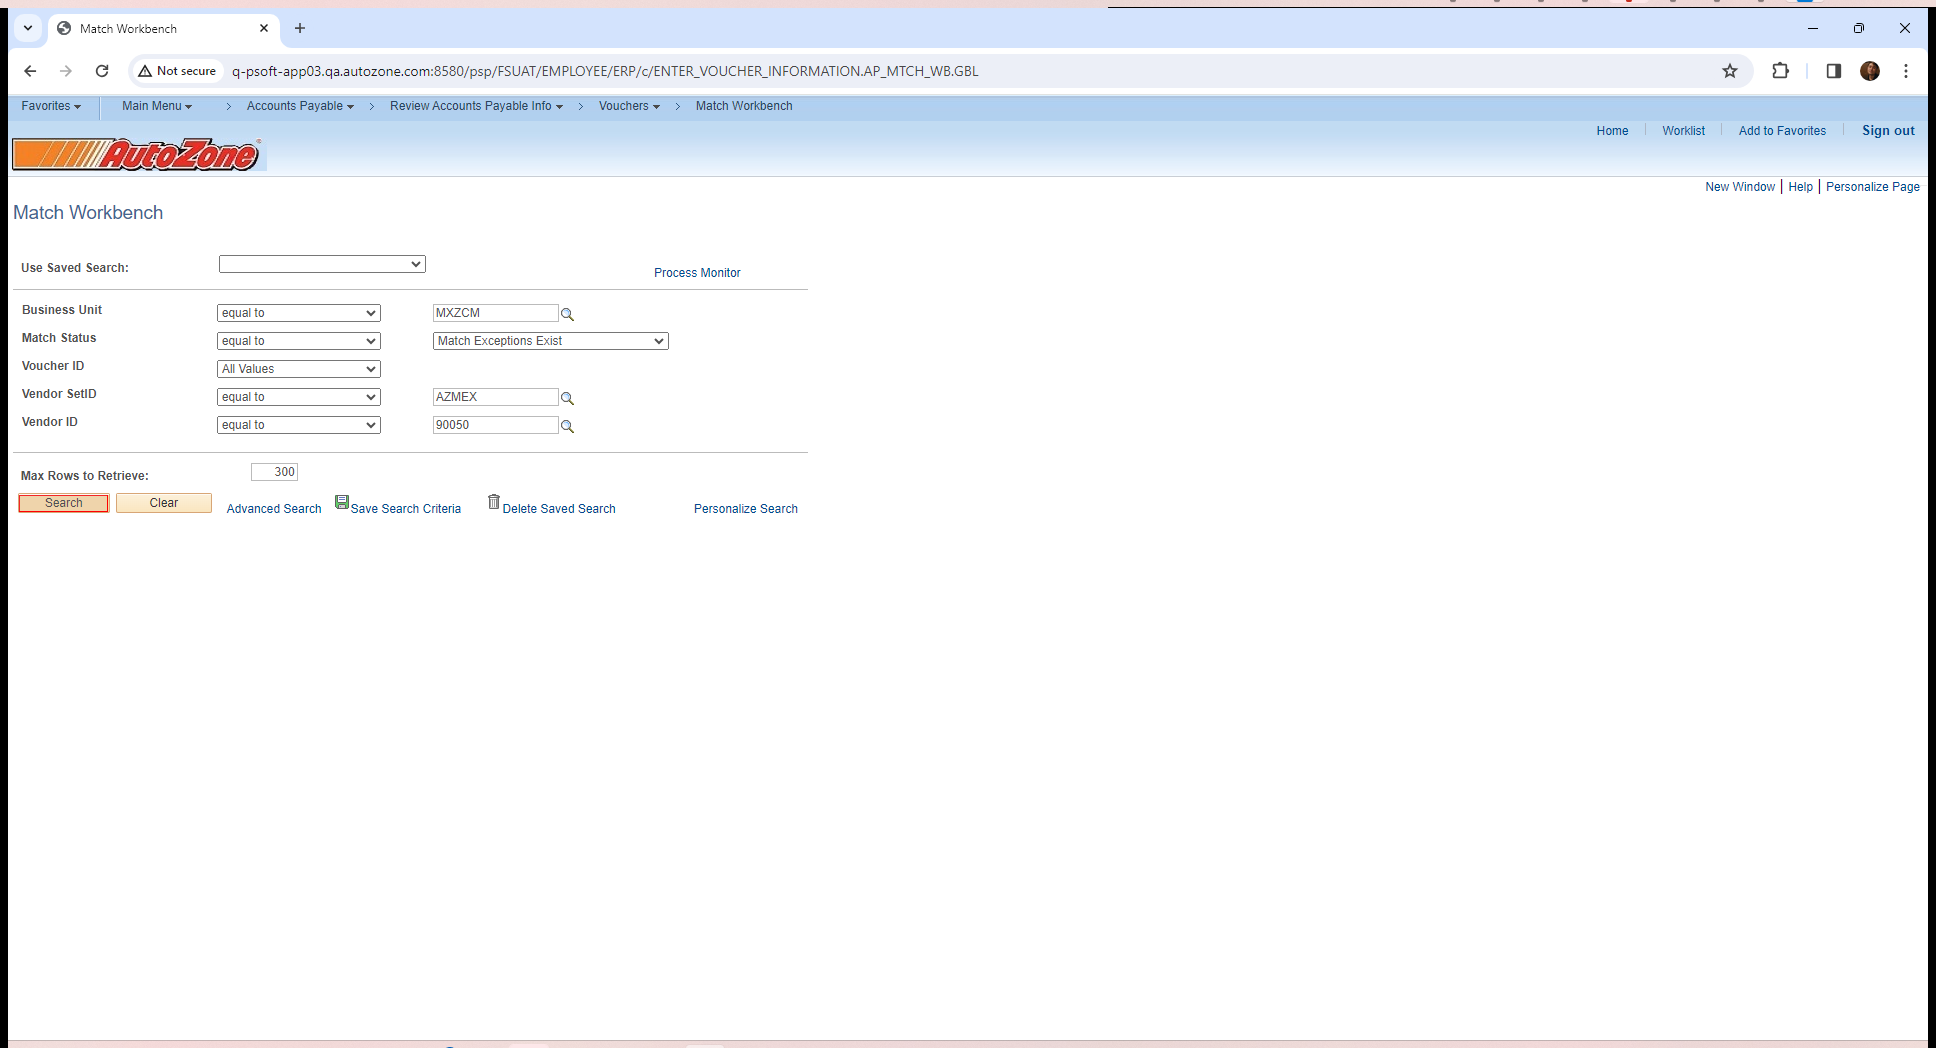 Match Workbench
Not secure q-psoft-app03.qa.autozone.com:8580/psp/FSUAT/EMPLOYEE/ERP/c/ENTER_VOUCHER_INFORMATION.AP_MTCH_WB.GBL
Favorites Main Menu > Accounts Payable > Review Accounts Payable Info > Vouchers > Match Workbench
Home Worklist Add to Favorites Sign out
AutoZone
New Window | Help | Personalize Page
Match Workbench
Use Saved Search:
Process Monitor
Business Unit equal to MXZCM
Match Status equal to Match Exceptions Exist
Voucher ID All Values
Vendor SetID equal to AZMEX
Vendor ID equal to 90050
Max Rows to Retrieve: 300
Search Clear Advanced Search Save Search Criteria Delete Saved Search Personalize Search